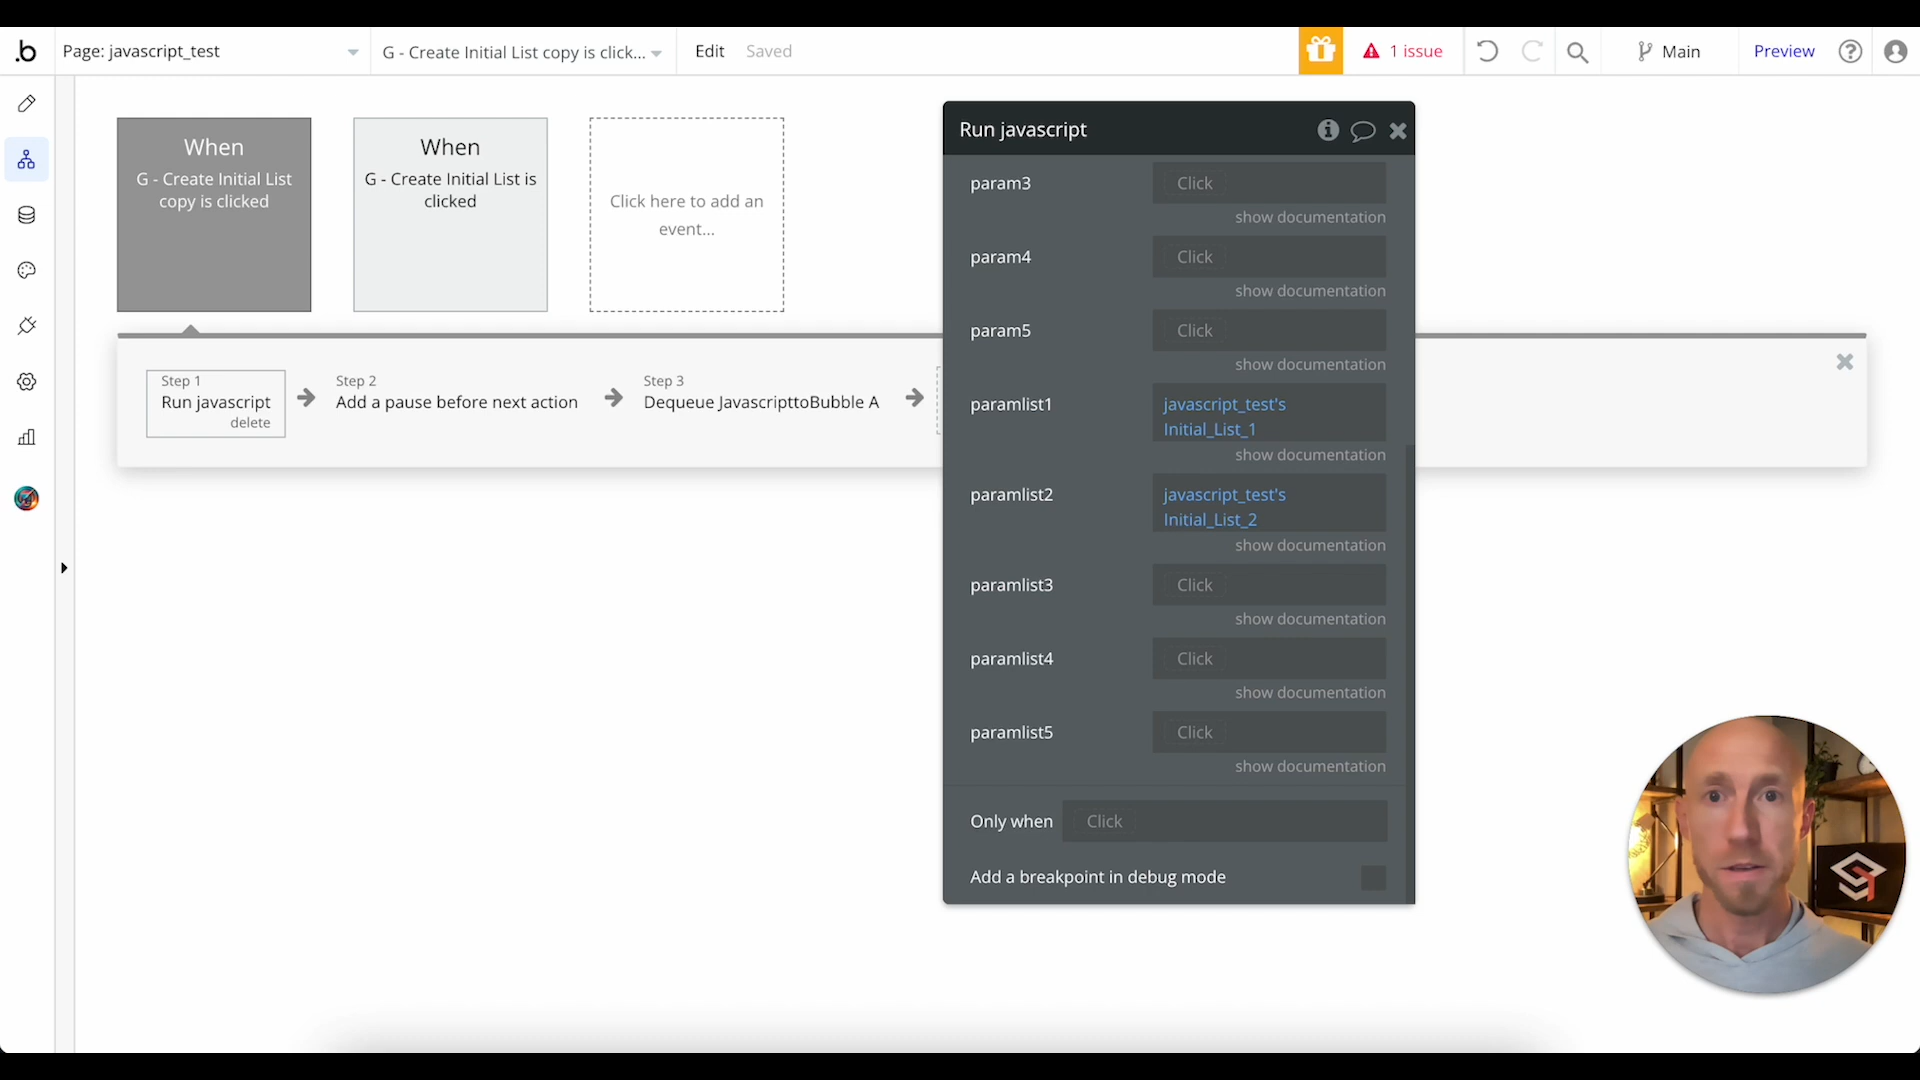 .b
Page: javascript_test
G - Create Initial List copy is click...
Edit
Saved
1 issue
Main
Preview
When
G - Create Initial List
copy is clicked
When
G - Create Initial List is
clicked
Click here to add an
event...
Step 1
Run javascript
delete
Step 2
Add a pause before next action
Step 3
Dequeue JavascripttoBubble A
Run javascript
param3
Click
show documentation
param4
Click
show documentation
param5
Click
show documentation
paramlist1
javascript_test's
Initial_List_1
show documentation
paramlist2
javascript_test's
Initial_List_2
show documentation
paramlist3
Click
show documentation
paramlist4
Click
show documentation
paramlist5
Click
show documentation
Only when
Click
Add a breakpoint in debug mode